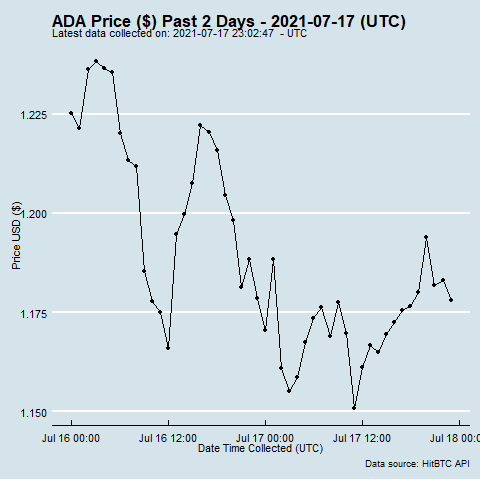 ADA Price ($) Past 2 Days - 2021-07-17 (UTC)
Latest data collected on: 2021-07-17 23:02:47 - UTC
1.225
1.200
1.175
1.150
Price USD ($)
Jul 16 00:00 Jul 16 12:00 Jul 17 00:00 Jul 17 12:00 Jul 18 00:0
Date Time Collected (UTC)
Data source: HitBTC API